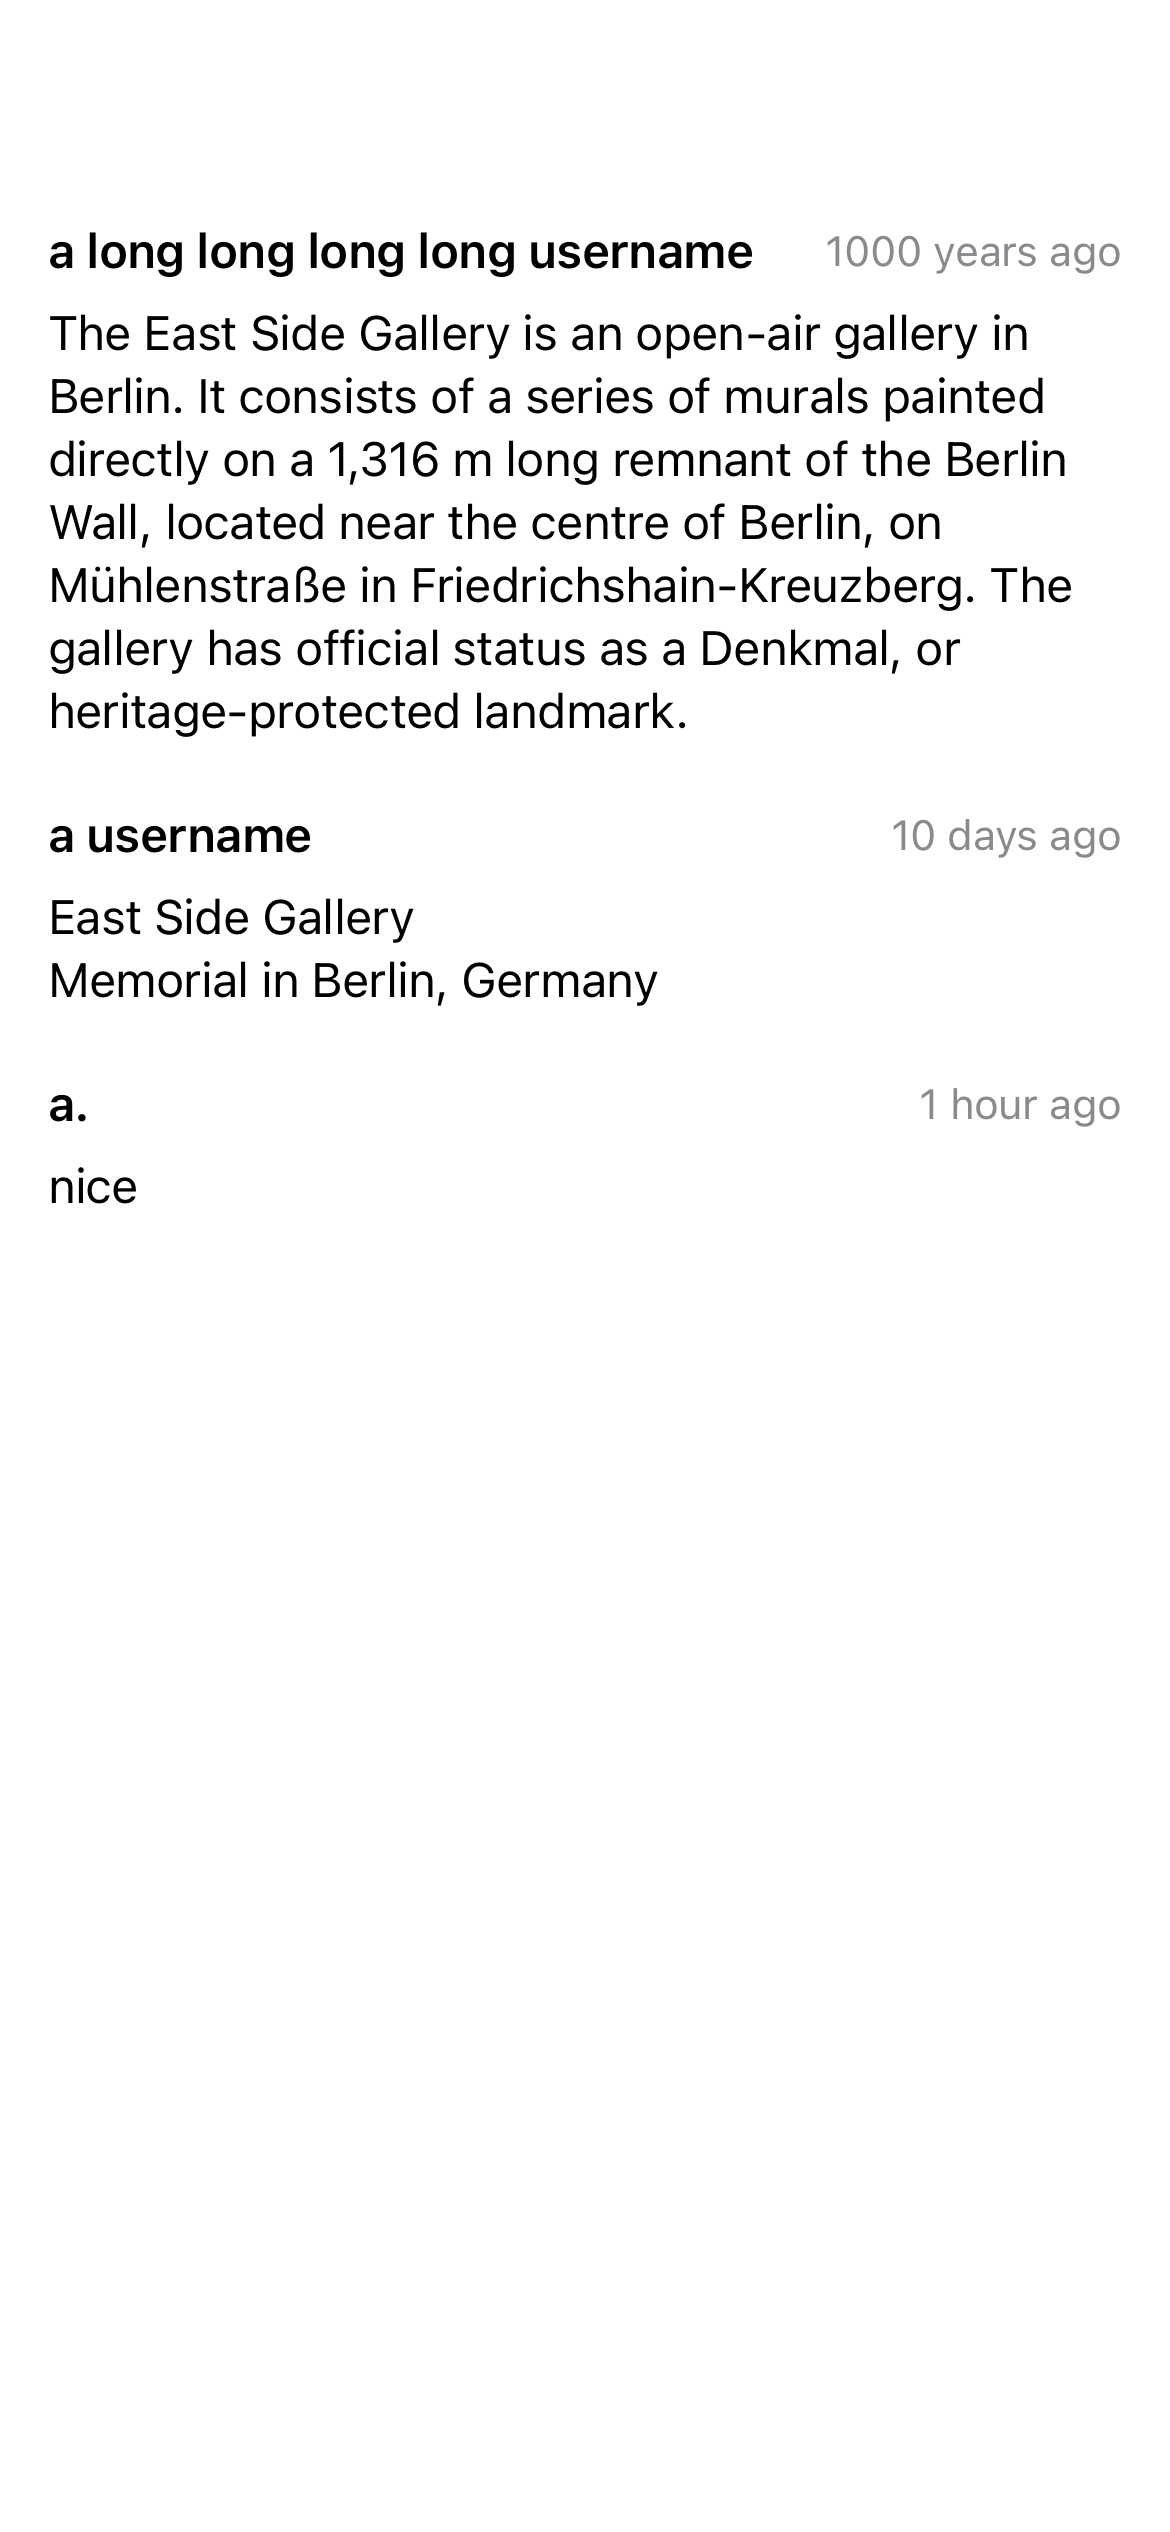 a long long long long username 1000 years ago
The East Side Gallery is an open-air gallery in
Berlin. It consists of a series of murals painted
directly on a 1,316 m long remnant of the Berlin
Wall, located near the centre of Berlin, on
Mühlenstraße in Friedrichshain-Kreuzberg. The
gallery has official status as a Denkmal, or
heritage-protected landmark.
a username 10 days ago
East Side Gallery
Memorial in Berlin, Germany
a. 1 hour ago
nice